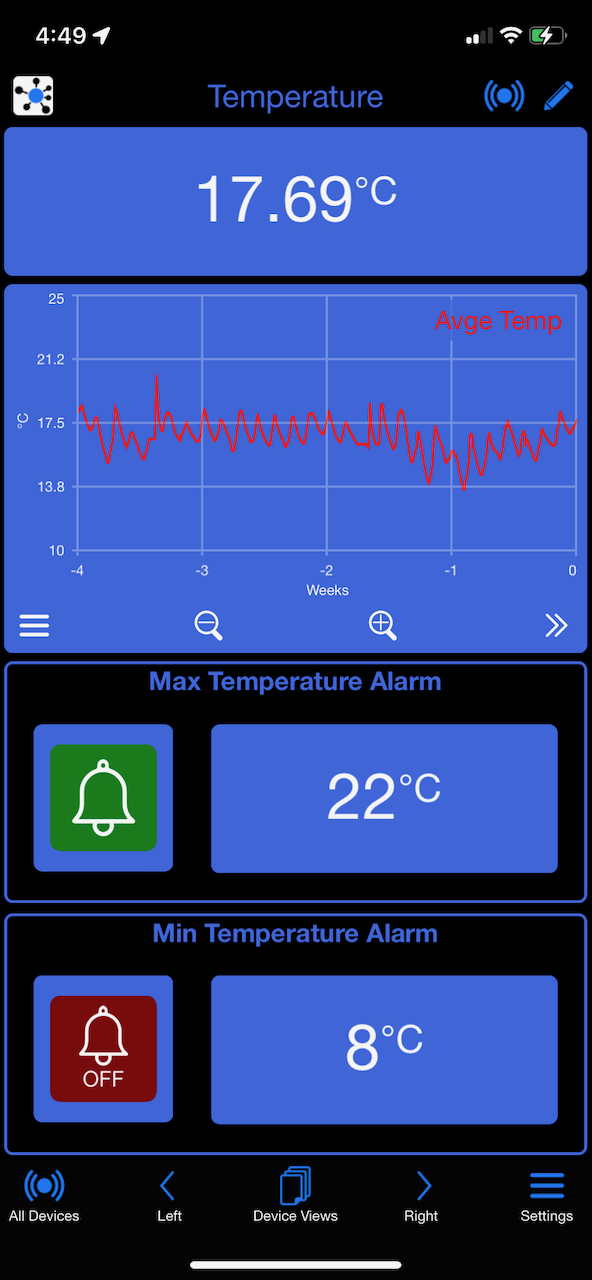 4:49
Temperature
17.69°C
25
Avge Temp
21.2
°C
17.5
13.8
10
-4 -3 -2 -1 0
Weeks
Max Temperature Alarm
22°C
Min Temperature Alarm
OFF
8°C
All Devices Left Device Views Right Settings